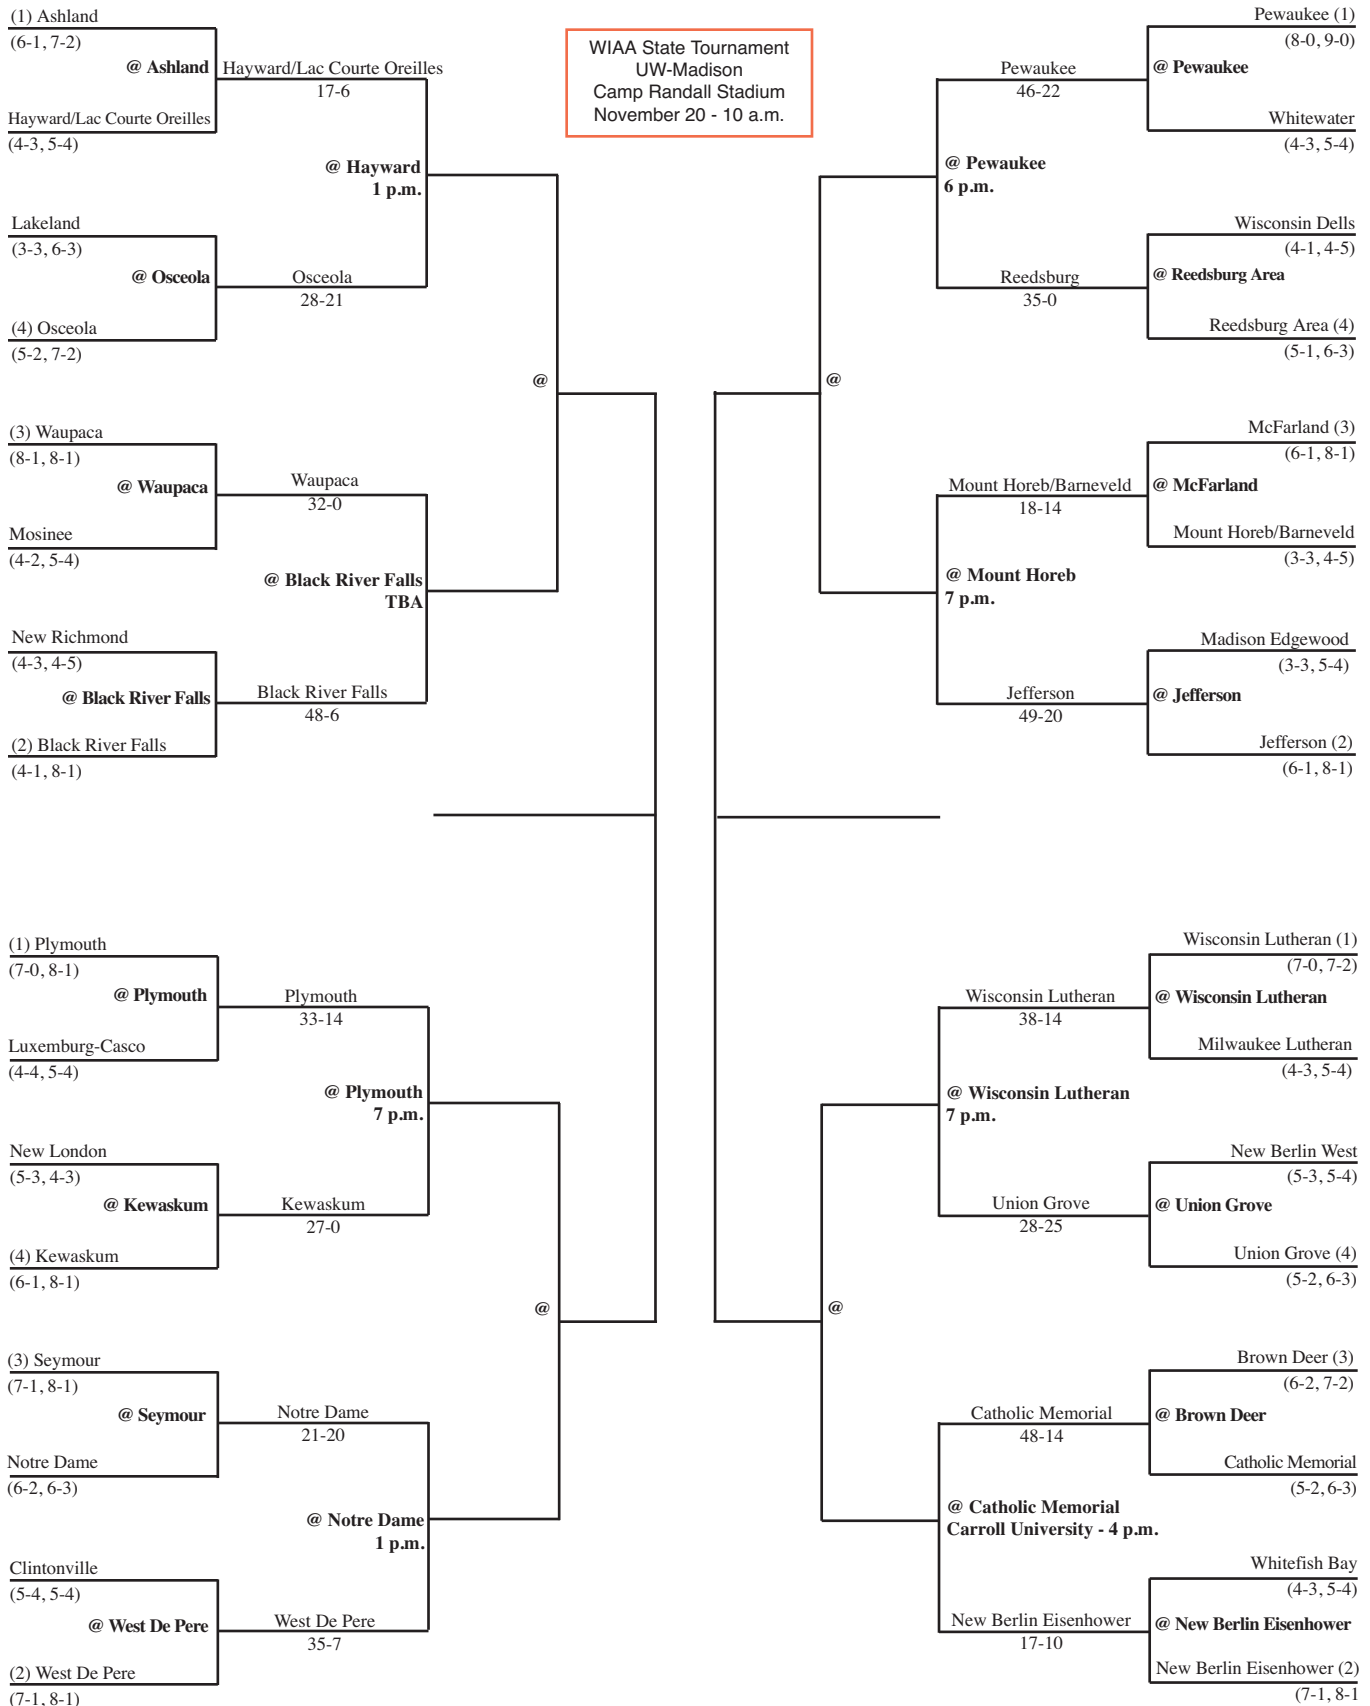 (1) Ashland
(6-1, 7-2)
@ Ashland
Hayward/Lac Courte Oreilles
17-6
Hayward/Lac Courte Oreilles
(4-3, 5-4)
@ Hayward
1 p.m.
Lakeland
(3-3, 6-3)
@ Osceola
Osceola
28-21
(4) Osceola
(5-2, 7-2)
@
(3) Waupaca
(8-1, 8-1)
@ Waupaca
Waupaca
32-0
Mosinee
(4-2, 5-4)
@ Black River Falls
TBA
New Richmond
(4-3, 4-5)
@ Black River Falls
Black River Falls
48-6
(2) Black River Falls
(4-1, 8-1)
(1) Plymouth
(7-0, 8-1)
@ Plymouth
Plymouth
33-14
Luxemburg-Casco
(4-4, 5-4)
@ Plymouth
7 p.m.
New London
(5-3, 4-3)
@ Kewaskum
Kewaskum
27-0
(4) Kewaskum
(6-1, 8-1)
@
(3) Seymour
(7-1, 8-1)
@ Seymour
Notre Dame
21-20
Notre Dame
(6-2, 6-3)
@ Notre Dame
1 p.m.
Clintonville
(5-4, 5-4)
@ West De Pere
West De Pere
35-7
(2) West De Pere
(7-1, 8-1)
WIAA State Tournament
UW-Madison
Camp Randall Stadium
November 20 - 10 a.m.
Pewaukee (1)
(8-0, 9-0)
@ Pewaukee
Pewaukee
46-22
Whitewater
(4-3, 5-4)
@ Pewaukee
6 p.m.
Wisconsin Dells
(4-1, 4-5)
@ Reedsburg Area
Reedsburg
35-0
Reedsburg Area (4)
(5-1, 6-3)
@
McFarland (3)
(6-1, 8-1)
@ McFarland
Mount Horeb/Barneveld
18-14
Mount Horeb/Barneveld
(3-3, 4-5)
@ Mount Horeb
7 p.m.
Madison Edgewood
(3-3, 5-4)
@ Jefferson
Jefferson
49-20
Jefferson (2)
(6-1, 8-1)
Wisconsin Lutheran (1)
(7-0, 7-2)
@ Wisconsin Lutheran
Wisconsin Lutheran
38-14
Milwaukee Lutheran
(4-3, 5-4)
@ Wisconsin Lutheran
7 p.m.
New Berlin West
(5-3, 5-4)
@ Union Grove
Union Grove
28-25
Union Grove (4)
(5-2, 6-3)
@
Brown Deer (3)
(6-2, 7-2)
@ Brown Deer
Catholic Memorial
48-14
Catholic Memorial
(5-2, 6-3)
@ Catholic Memorial
Carroll University - 4 p.m.
Whitefish Bay
(4-3, 5-4)
@ New Berlin Eisenhower
New Berlin Eisenhower
17-10
New Berlin Eisenhower (2)
(7-1, 8-1